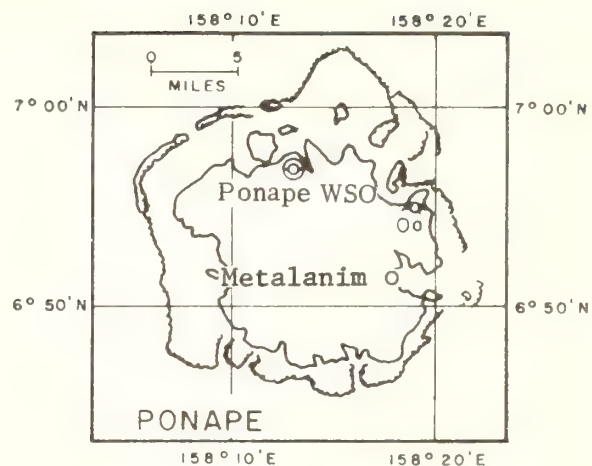 158° 10'E 158° 20'E
0 5
MILES
7° 00'N 7° 00'N
Ponape WSO
Oa
Metalanim
6° 50'N 6° 50'N
PONAPE
158° 10'E 158° 20'E